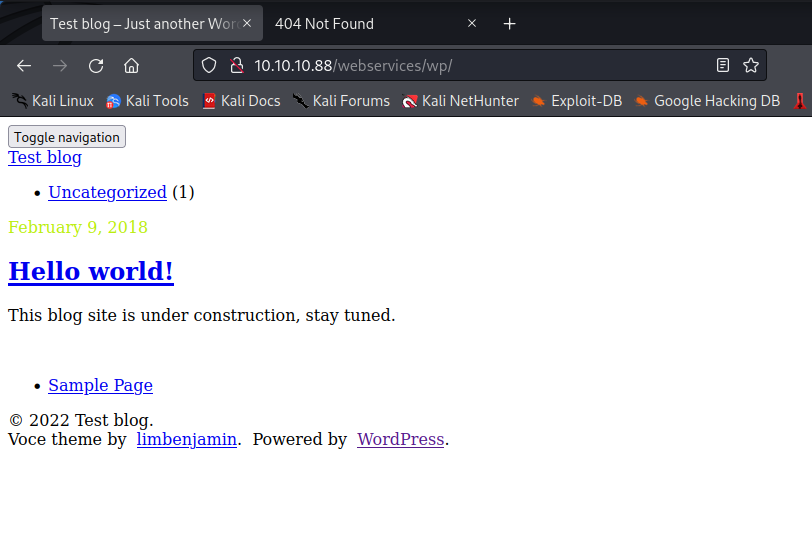 Test blog – Just another Wor
404 Not Found
10.10.10.88/webservices/wp/
Kali Linux
Kali Tools
Kali Docs
Kali Forums
Kali NetHunter
Exploit-DB
Google Hacking DB
Toggle navigation
Test blog
Uncategorized (1)
February 9, 2018
Hello world!
This blog site is under construction, stay tuned.
Sample Page
© 2022 Test blog.
Voce theme by limbenjamin. Powered by WordPress.